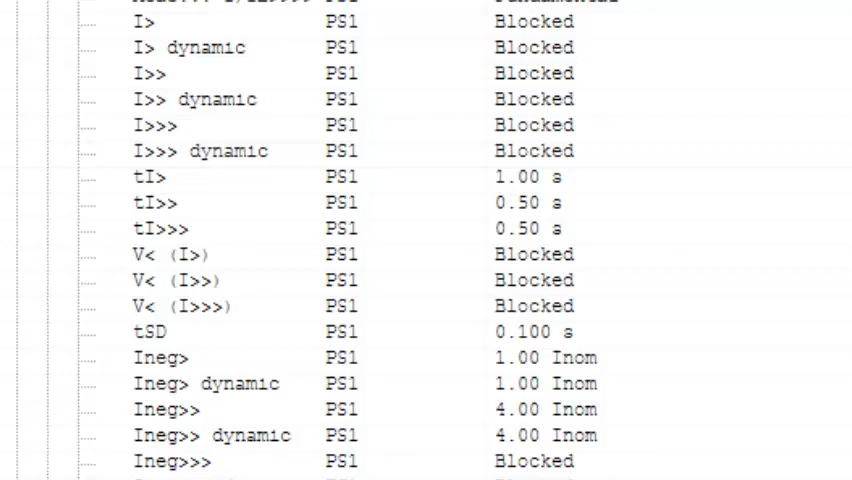 I> PS1 Blocked
I> dynamic PS1 Blocked
I>> PS1 Blocked
I>> dynamic PS1 Blocked
I>>> PS1 Blocked
I>>> dynamic PS1 Blocked
tI> PS1 1.00 s
tI>> PS1 0.50 s
tI>>> PS1 0.50 s
V< (I>) PS1 Blocked
V< (I>>) PS1 Blocked
V< (I>>>) PS1 Blocked
tSD PS1 0.100 s
Ineg> PS1 1.00 Inom
Ineg> dynamic PS1 1.00 Inom
Ineg>> PS1 4.00 Inom
Ineg>> dynamic PS1 4.00 Inom
Ineg>>> PS1 Blocked